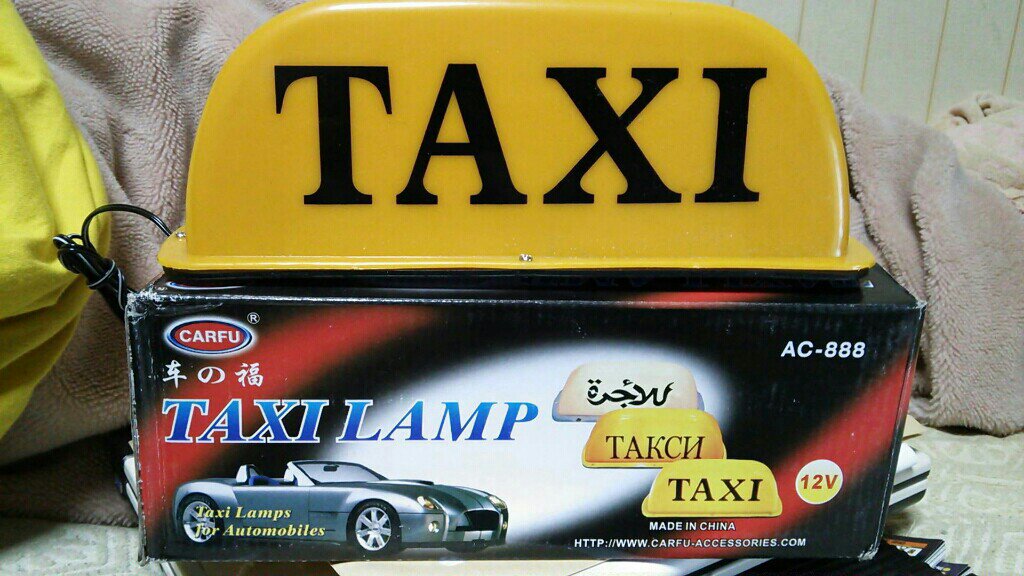 TAXI
CARFU®
车の福
AC-888
TAXI LAMP
للأجرة
ТАКСИ
TAXI
12V
Taxi Lamps
for Automobiles
MADE IN CHINA
HTTP://WWW.CARFU-ACCESSORIES.COM